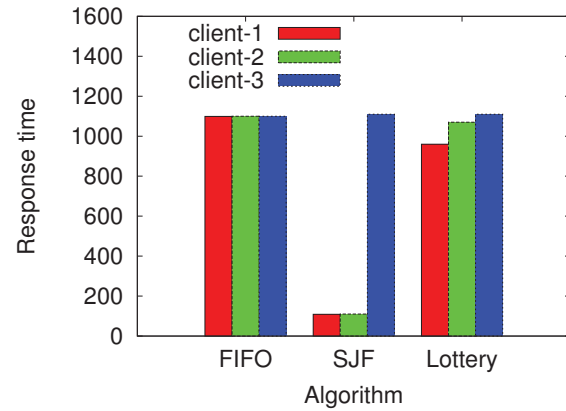 1600
1400
1200
1000
800
600
400
200
0
Response time
client-1
client-2
client-3
FIFO SJF Lottery
Algorithm